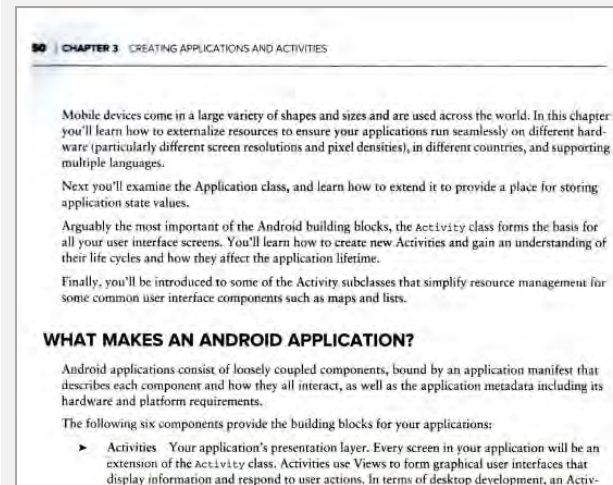 50 | CHAPTER 3 CREATING APPLICATIONS AND ACTIVITIES
Mobile devices come in a large variety of shapes and sizes and are used across the world. In this chapter
you'll learn how to externalize resources to ensure your applications run seamlessly on different hard-
ware (particularly different screen resolutions and pixel densities), in different countries, and supporting
multiple languages.
Next you'll examine the Application class, and learn how to extend it to provide a place for storing
application state values.
Arguably the most important of the Android building blocks, the Activity class forms the basis for
all your user interface screens. You'll learn how to create new Activities and gain an understanding of
their life cycles and how they affect the application lifetime.
Finally, you'll be introduced to some of the Activity subclasses that simplify resource management for
some common user interface components such as maps and lists.
WHAT MAKES AN ANDROID APPLICATION?
Android applications consist of loosely coupled components, bound by an application manifest that
describes each component and how they all interact, as well as the application metadata including its
hardware and platform requirements.
The following six components provide the building blocks for your applications:
➤ Activities Your application's presentation layer. Every screen in your application will be an
extension of the Activity class. Activities use Views to form graphical user interfaces that
display information and respond to user actions. In terms of desktop development, an Activ-